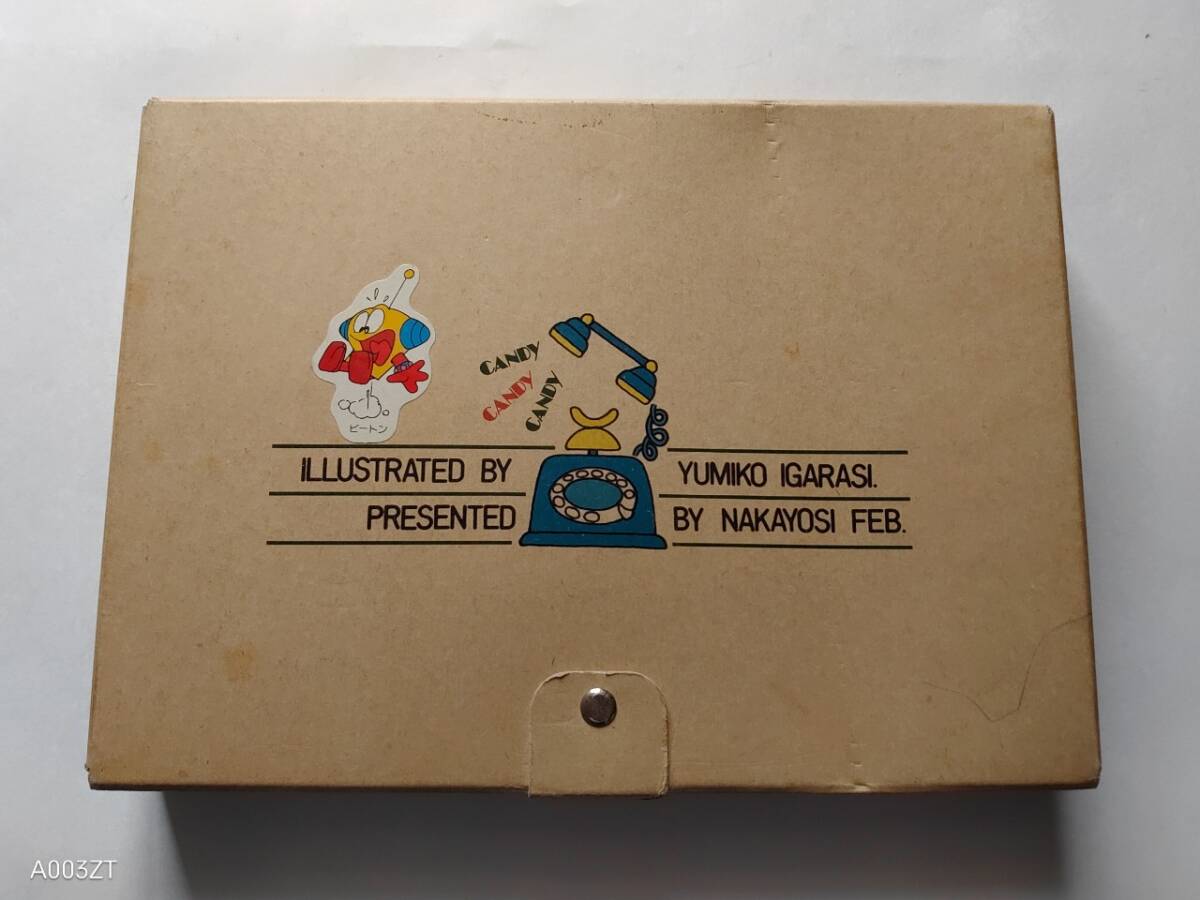 CANDY
CANDY
CANDY
ビートン
ILLUSTRATED BY YUMIKO IGARASI.
PRESENTED BY NAKAYOSI FEB.
A003ZT